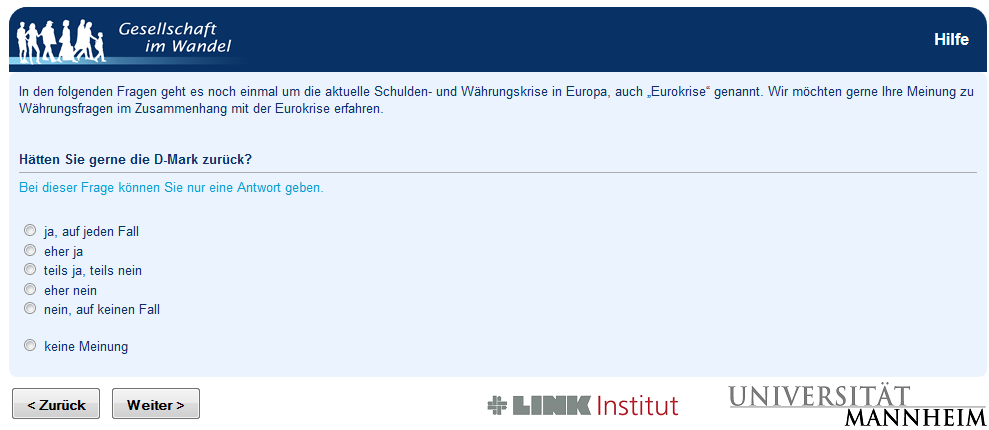 Gesellschaft
im Wandel
Hilfe
In den folgenden Fragen geht es noch einmal um die aktuelle Schulden- und Währungskrise in Europa, auch „Eurokrise“ genannt. Wir möchten gerne Ihre Meinung zu
Währungsfragen im Zusammenhang mit der Eurokrise erfahren.
Hätten Sie gerne die D-Mark zurück?
Bei dieser Frage können Sie nur eine Antwort geben.
ja, auf jeden Fall
eher ja
teils ja, teils nein
eher nein
nein, auf keinen Fall
keine Meinung
< Zurück Weiter >
LINK Institut
UNIVERSITÄT
MANNHEIM